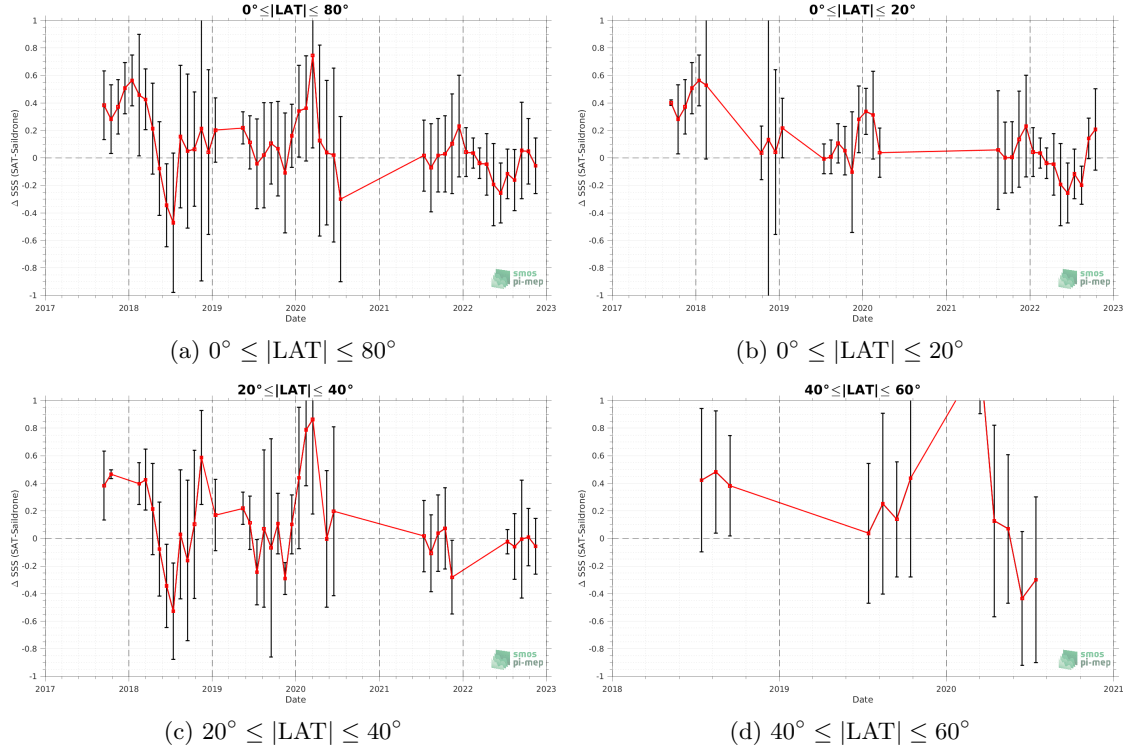 0°≤|LAT|≤ 80°
Δ SSS (SAT-Saildrone)
1
0.8
0.6
0.4
0.2
0
-0.2
-0.4
-0.6
-0.8
-1
2017
2018
2019
2020
2021
2022
2023
Date
smos
pi-mep
(a) 0° ≤ |LAT| ≤ 80°
0°≤|LAT|≤ 20°
Δ SSS (SAT-Saildrone)
1
0.8
0.6
0.4
0.2
0
-0.2
-0.4
-0.6
-0.8
-1
2017
2018
2019
2020
2021
2022
2023
Date
smos
pi-mep
(b) 0° ≤ |LAT| ≤ 20°
20°≤|LAT|≤ 40°
Δ SSS (SAT-Saildrone)
1
0.8
0.6
0.4
0.2
0
-0.2
-0.4
-0.6
-0.8
-1
2017
2018
2019
2020
2021
2022
2023
Date
smos
pi-mep
(c) 20° ≤ |LAT| ≤ 40°
40°≤|LAT|≤ 60°
Δ SSS (SAT-Saildrone)
1
0.8
0.6
0.4
0.2
0
-0.2
-0.4
-0.6
-0.8
-1
2018
2019
2020
2021
Date
smos
pi-mep
(d) 40° ≤ |LAT| ≤ 60°